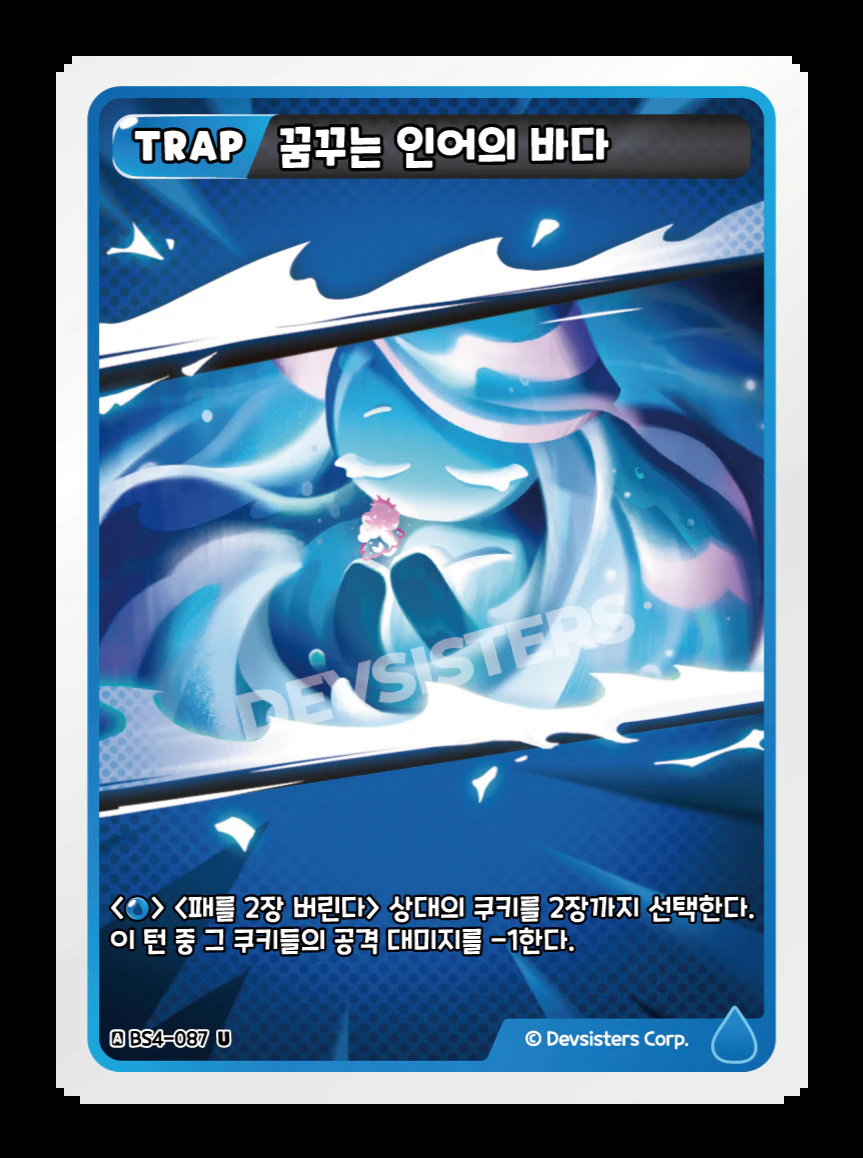 TRAP 꿈꾸는 인어의 바다
DEVSISTERS
< > <패를 2장 버린다> 상대의 쿠키를 2장까지 선택한다.
이 턴 중 그 쿠키들의 공격 대미지를 -1한다.
A BS4-087 U
© Devsisters Corp.